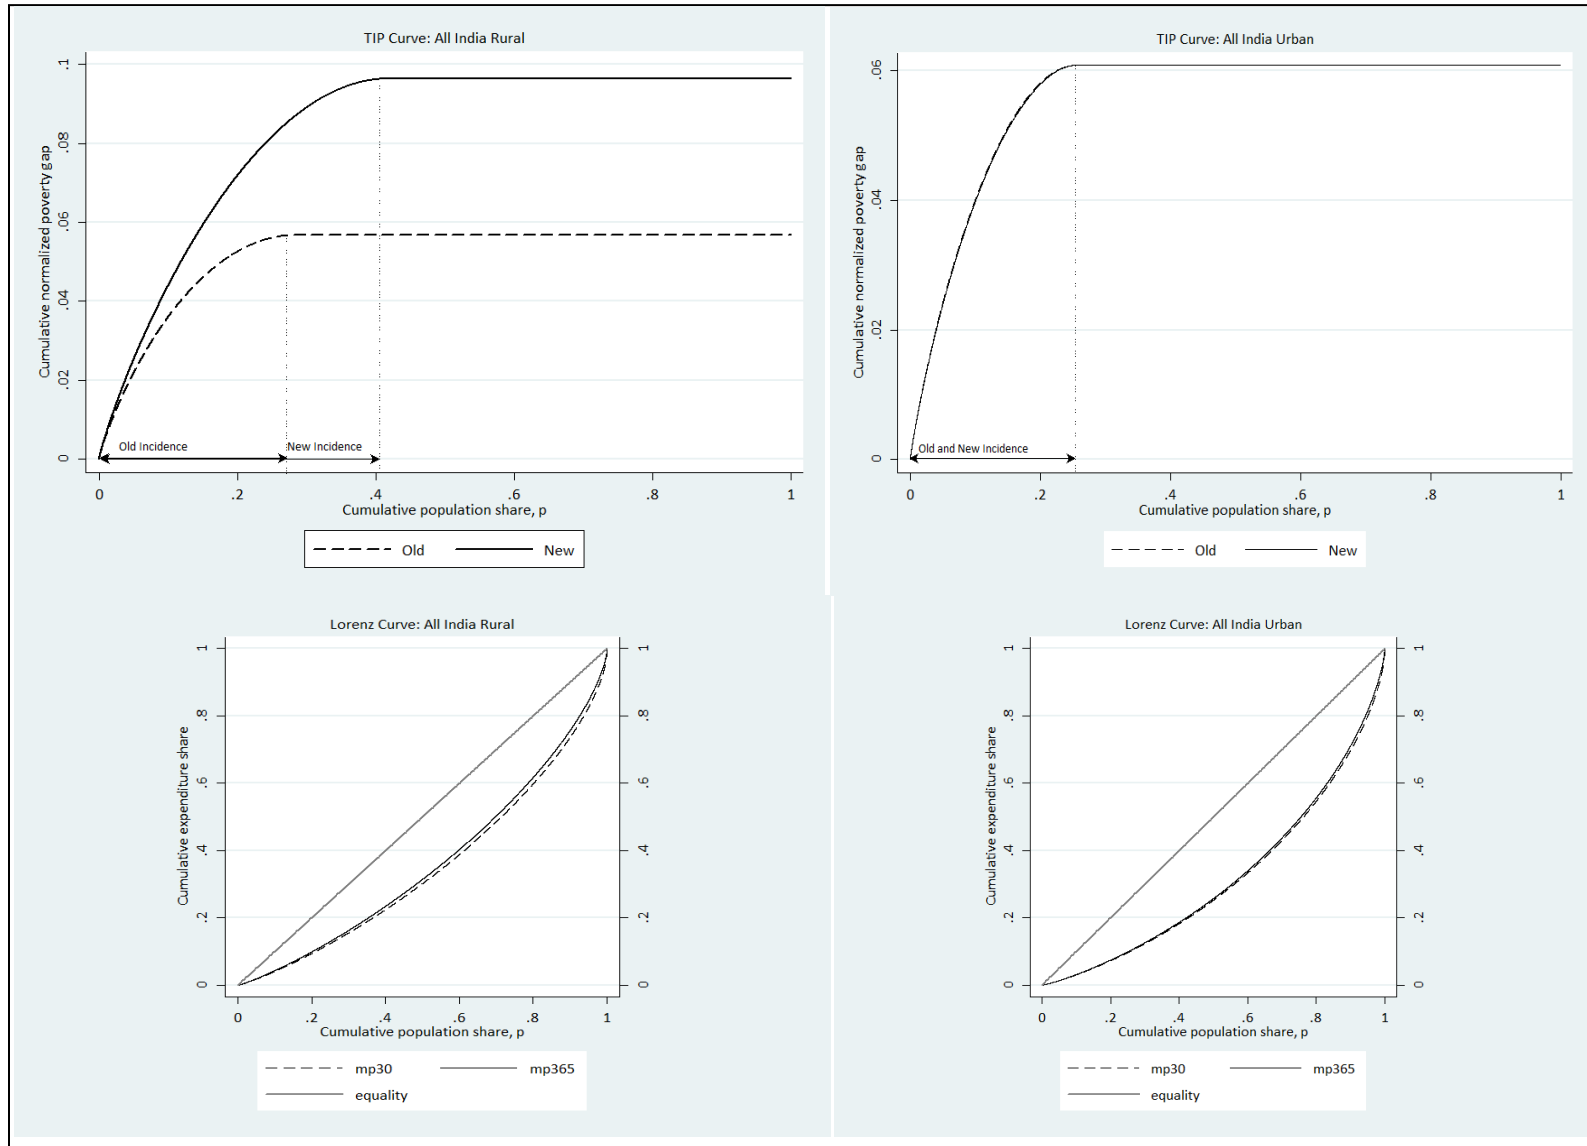 TIP Curve: All India Rural
Cumulative normalized poverty gap
.1
.08
.06
.04
.02
0
Old Incidence
New Incidence
0 .2 .4 .6 .8 1
Cumulative population share, p
Old New
TIP Curve: All India Urban
Cumulative normalized poverty gap
.06
.04
.02
0
Old and New Incidence
0 .2 .4 .6 .8 1
Cumulative population share, p
Old New
Lorenz Curve: All India Rural
Cumulative expenditure share
1 1
.8 .8
.6 .6
.4 .4
.2 .2
0 0
0 .2 .4 .6 .8 1
Cumulative population share, p
mp30 mp365
equality
Lorenz Curve: All India Urban
Cumulative expenditure share
1 1
.8 .8
.6 .6
.4 .4
.2 .2
0 0
0 .2 .4 .6 .8 1
Cumulative population share, p
mp30 mp365
equality